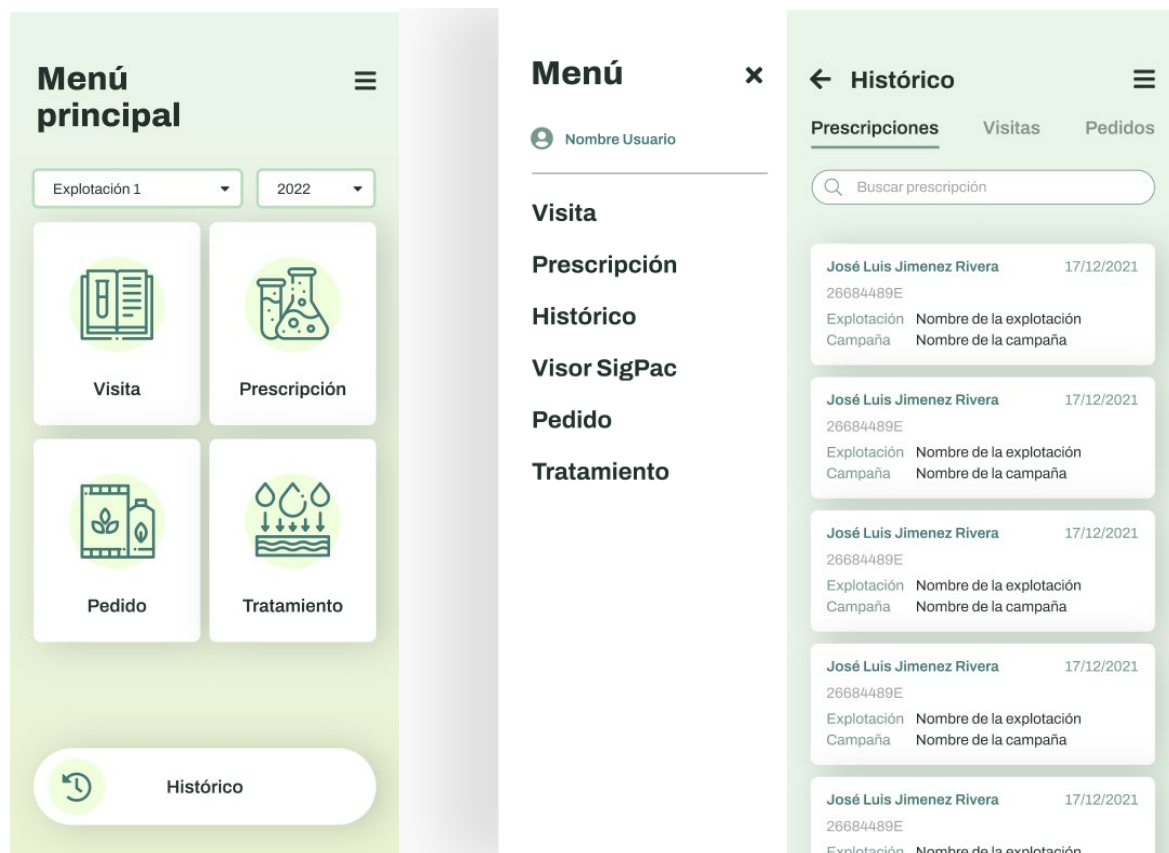 Menú
principal
Explotación 1
2022
Visita
Prescripción
Pedido
Tratamiento
Histórico
Menú
Nombre Usuario
Visita
Prescripción
Histórico
Visor SigPac
Pedido
Tratamiento
Histórico
Prescripciones Visitas Pedidos
Buscar prescripción
José Luis Jimenez Rivera 17/12/2021
26684489E
Explotación Nombre de la explotación
Campaña Nombre de la campaña
José Luis Jimenez Rivera 17/12/2021
26684489E
Explotación Nombre de la explotación
Campaña Nombre de la campaña
José Luis Jimenez Rivera 17/12/2021
26684489E
Explotación Nombre de la explotación
Campaña Nombre de la campaña
José Luis Jimenez Rivera 17/12/2021
26684489E
Explotación Nombre de la explotación
Campaña Nombre de la campaña
José Luis Jimenez Rivera 17/12/2021
26684489E
Explotación Nombre de la explotación